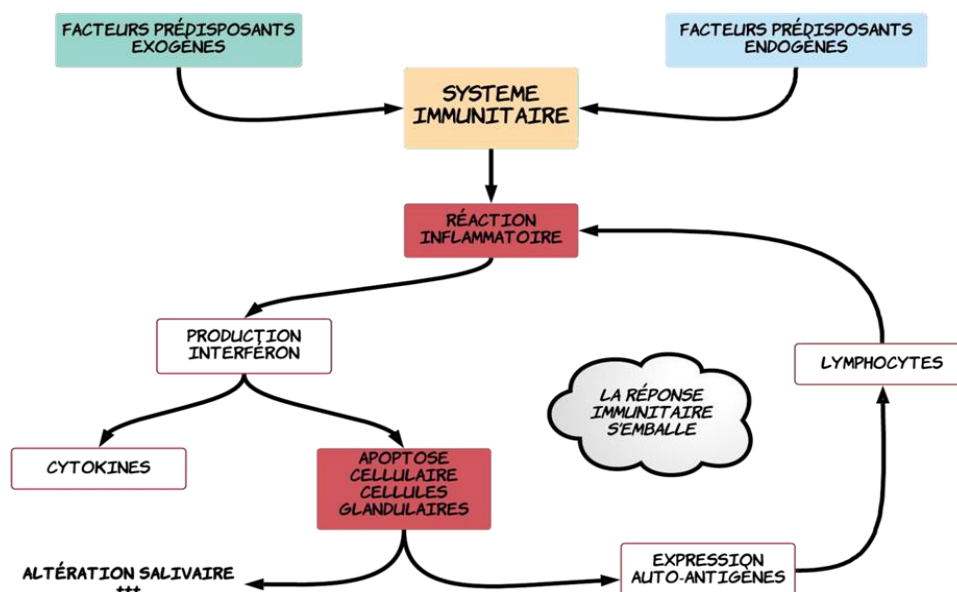 FACTEURS PRÉDISPOSANTS
EXOGÈNES
FACTEURS PRÉDISPOSANTS
ENDOGÈNES
SYSTEME
IMMUNITAIRE
RÉACTION
INFLAMMATOIRE
PRODUCTION
INTERFÉRON
LYMPHOCYTES
LA RÉPONSE
IMMUNITAIRE
S'EMBALLE
CYTOKINES
APOPTOSE
CELLULAIRE
CELLULES
GLANDULAIRES
ALTÉRATION SALIVAIRE
+++
EXPRESSION
AUTO-ANTIGÈNES